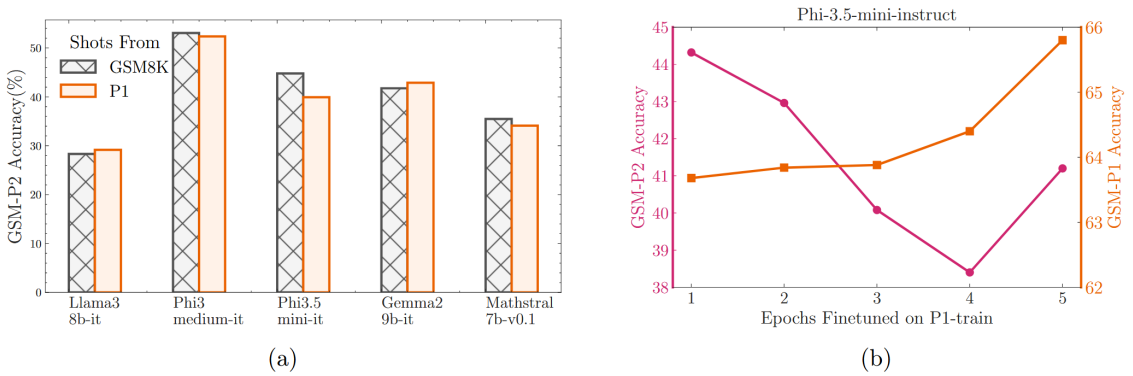 GSM-P2 Accuracy(%)
50
40
30
20
10
0
Shots From
GSM8K
P1
Llama3
8b-it
Phi3
medium-it
Phi3.5
mini-it
Gemma2
9b-it
Mathstral
7b-v0.1
(a)
Phi-3.5-mini-instruct
GSM-P2 Accuracy
45
44
43
42
41
40
39
38
66
65
64
63
62
GSM-P1 Accuracy
1 2 3 4 5
Epochs Finetuned on P1-train
(b)